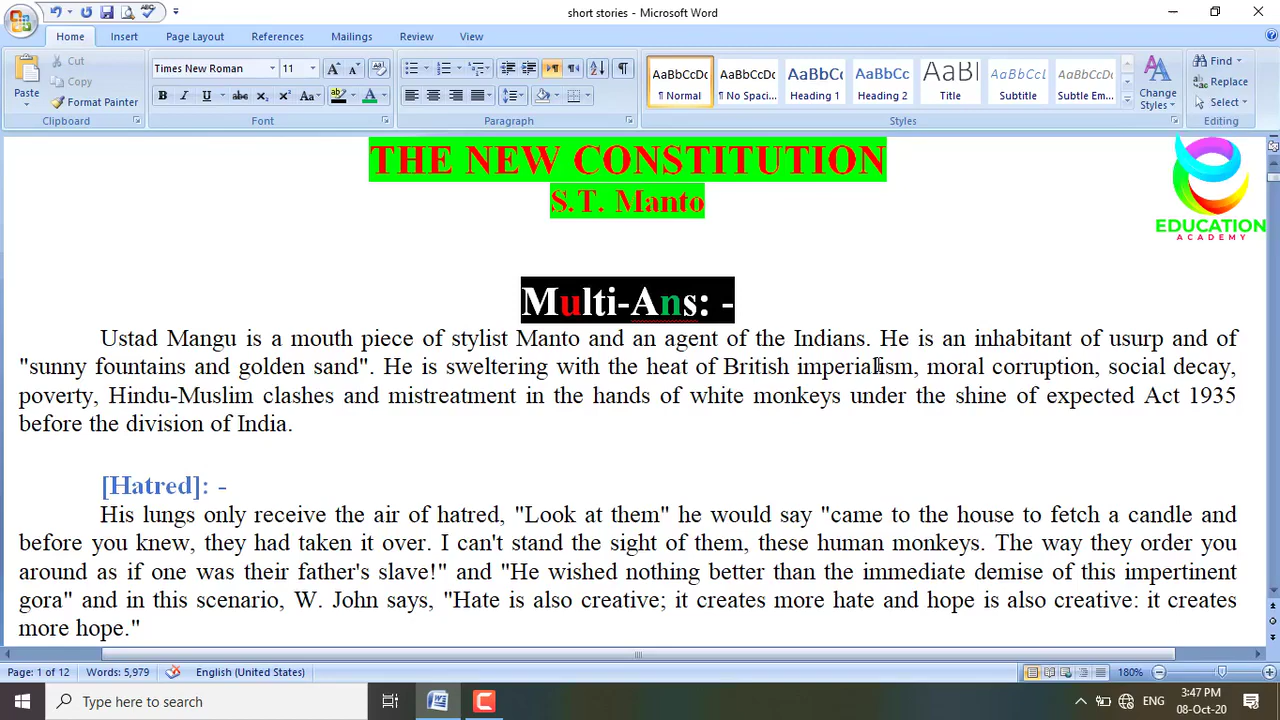 short stories - Microsoft Word
Home Insert Page Layout References Mailings Review View
Paste Cut Copy Format Painter
Times New Roman 11
AaBbCcDc AaBbCcDc AaBbCc AaBbCc AaBl AaBbCcL AaBbCcDc
¶ Normal ¶ No Spaci... Heading 1 Heading 2 Title Subtitle Subtle Em...
Change Styles
Find Replace Select
Clipboard Font Paragraph Styles Editing
THE NEW CONSTITUTION
S.T. Manto
EDUCATION
ACADEMY
Multi-Ans: -
Ustad Mangu is a mouth piece of stylist Manto and an agent of the Indians. He is an inhabitant of usurp and of
"sunny fountains and golden sand". He is sweltering with the heat of British imperialism, moral corruption, social decay,
poverty, Hindu-Muslim clashes and mistreatment in the hands of white monkeys under the shine of expected Act 1935
before the division of India.
[Hatred]: -
His lungs only receive the air of hatred, "Look at them" he would say "came to the house to fetch a candle and
before you knew, they had taken it over. I can't stand the sight of them, these human monkeys. The way they order you
around as if one was their father's slave!" and "He wished nothing better than the immediate demise of this impertinent
gora" and in this scenario, W. John says, "Hate is also creative; it creates more hate and hope is also creative: it creates
more hope."
Page: 1 of 12 Words: 5,979 English (United States) 180%
Type here to search
ENG
3:47 PM
08-Oct-20